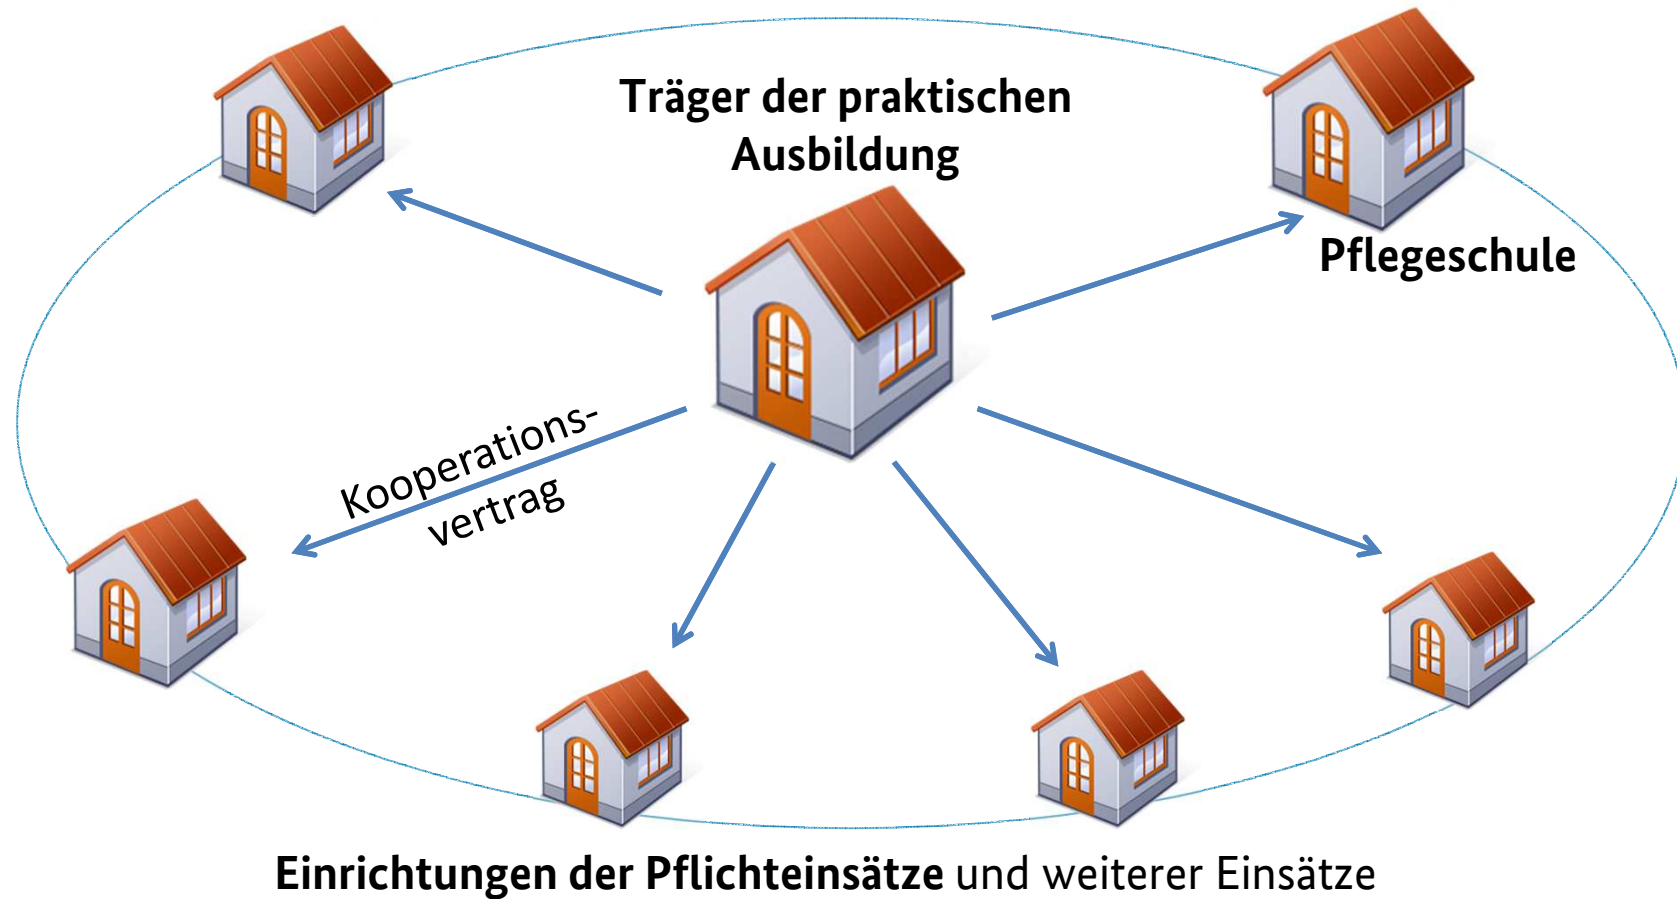 Träger der praktischen
Ausbildung
Pflegeschule
Kooperations-
vertrag
Einrichtungen der Pflichteinsätze und weiterer Einsätze